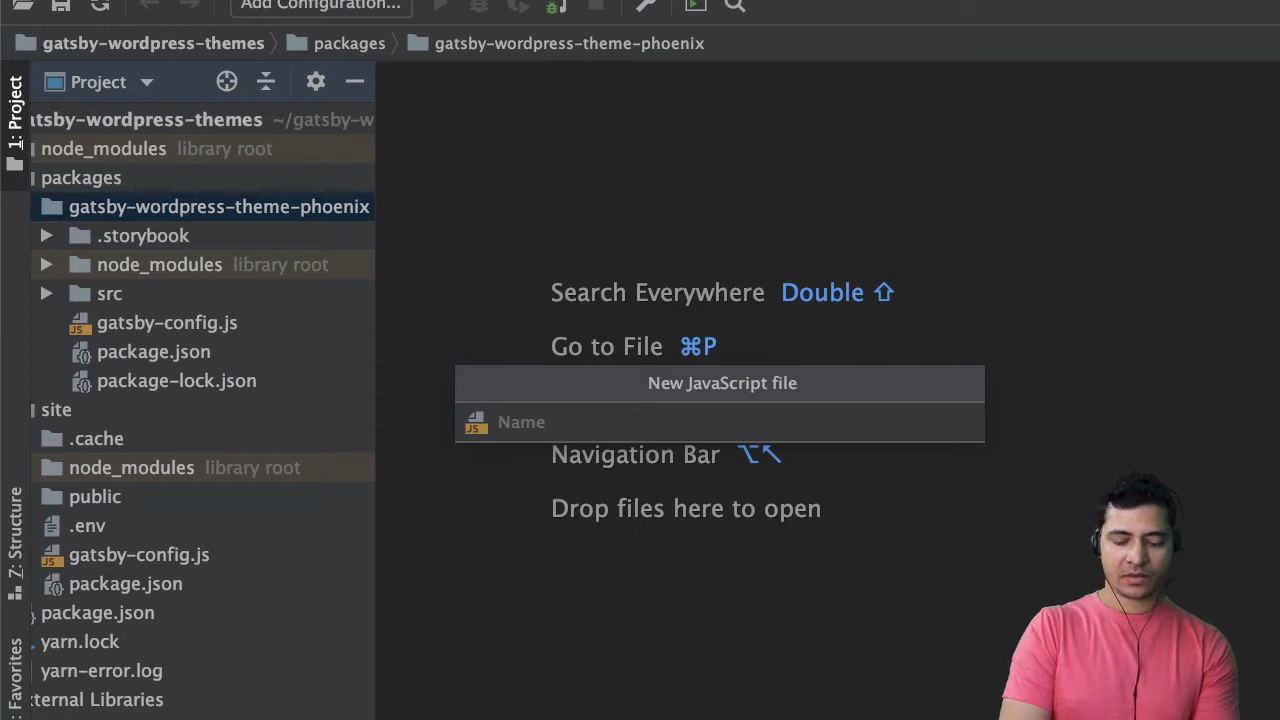 Add Configuration...
gatsby-wordpress-themes
packages
gatsby-wordpress-theme-phoenix
1: Project
Project
atsby-wordpress-themes ~/gatsby-w
node_modules library root
packages
gatsby-wordpress-theme-phoenix
.storybook
node_modules library root
src
gatsby-config.js
package.json
package-lock.json
site
.cache
node_modules library root
public
.env
gatsby-config.js
package.json
package.json
yarn.lock
yarn-error.log
ternal Libraries
Z: Structure
: Favorites
Search Everywhere Double ⇧
Go to File ⌘P
New JavaScript file
JS Name
Navigation Bar ⌥↖
Drop files here to open